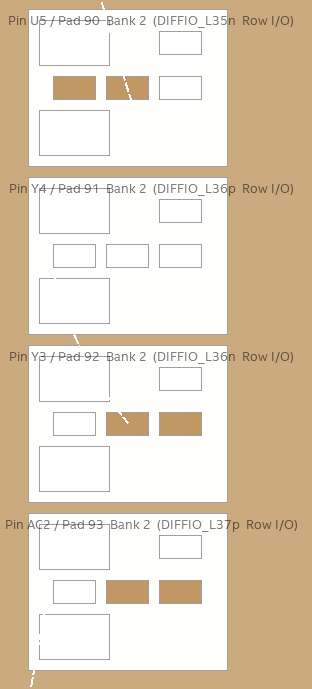 Pin U5 / Pad 90 Bank 2 (DIFFIO_L35n Row I/O)
Pin Y4 / Pad 91 Bank 2 (DIFFIO_L36p Row I/O)
Pin Y3 / Pad 92 Bank 2 (DIFFIO_L36n Row I/O)
Pin AC2 / Pad 93 Bank 2 (DIFFIO_L37p Row I/O)